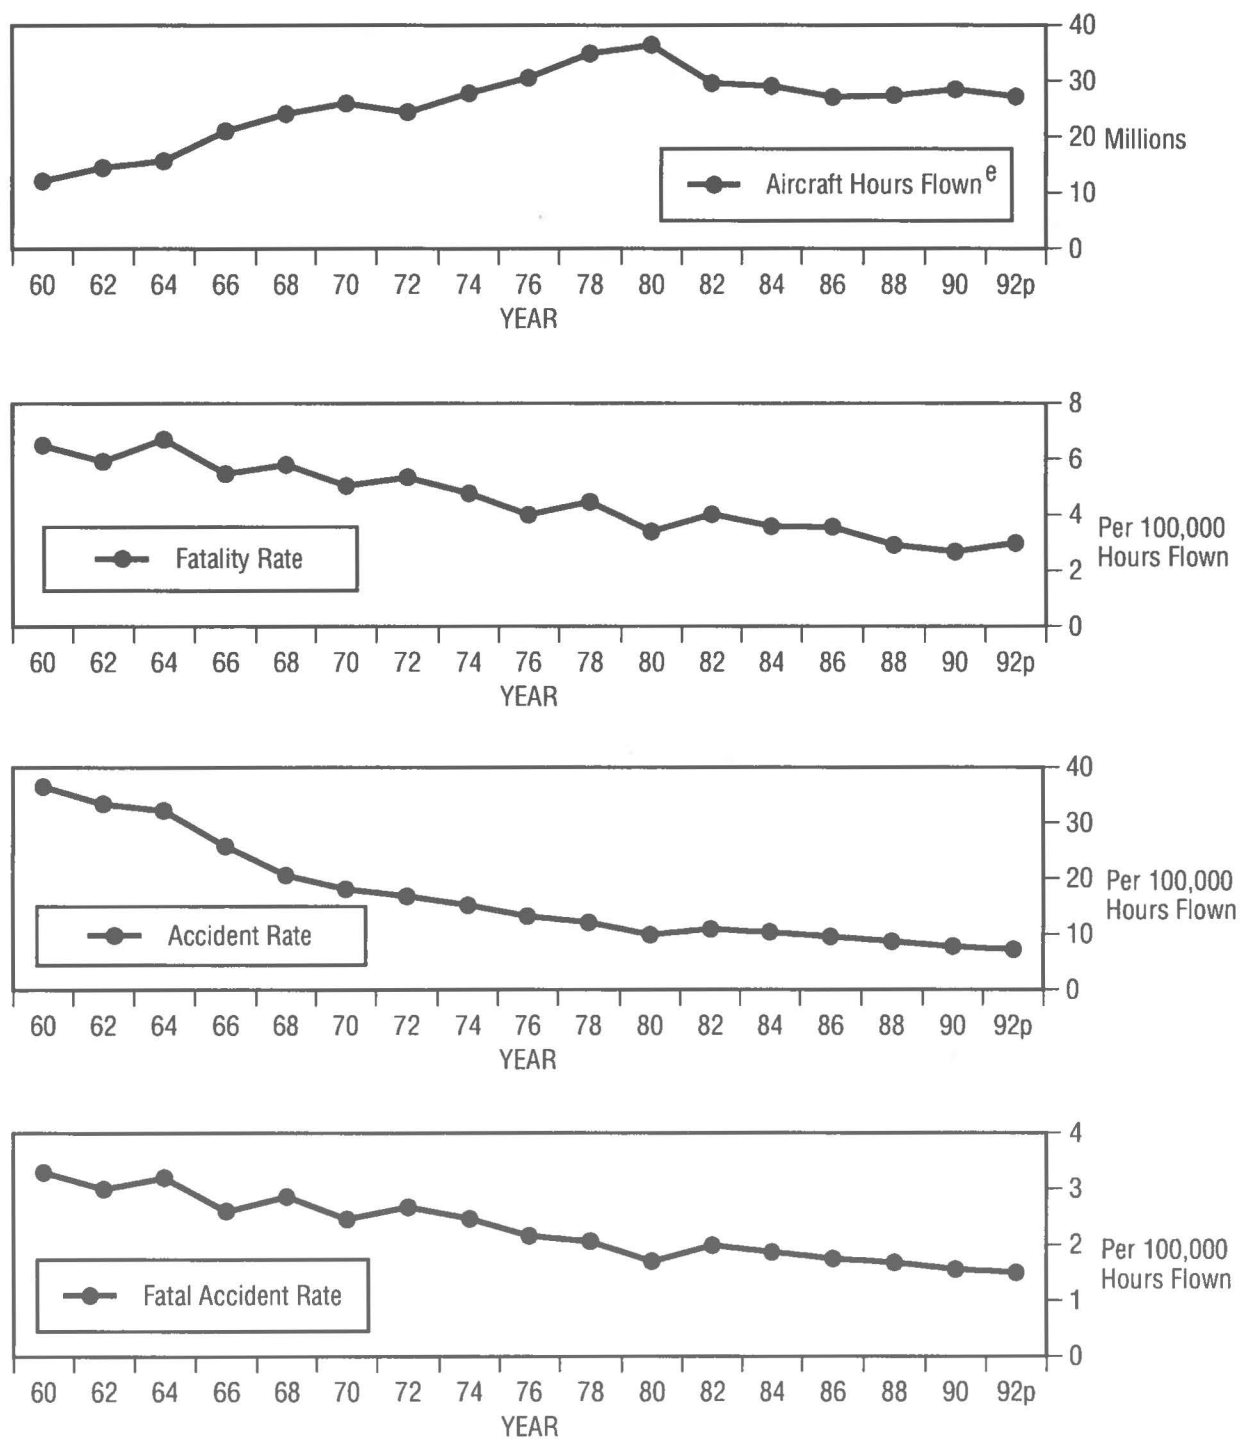 40
30
20 Millions
Aircraft Hours Flown e
10
0
60 62 64 66 68 70 72 74 76 78 80 82 84 86 88 90 92p
YEAR
8
6
4
Per 100,000
Hours Flown
Fatality Rate
2
0
60 62 64 66 68 70 72 74 76 78 80 82 84 86 88 90 92p
YEAR
40
30
20
Per 100,000
Hours Flown
Accident Rate
10
0
60 62 64 66 68 70 72 74 76 78 80 82 84 86 88 90 92p
YEAR
4
3
2
Per 100,000
Hours Flown
Fatal Accident Rate
1
0
60 62 64 66 68 70 72 74 76 78 80 82 84 86 88 90 92p
YEAR